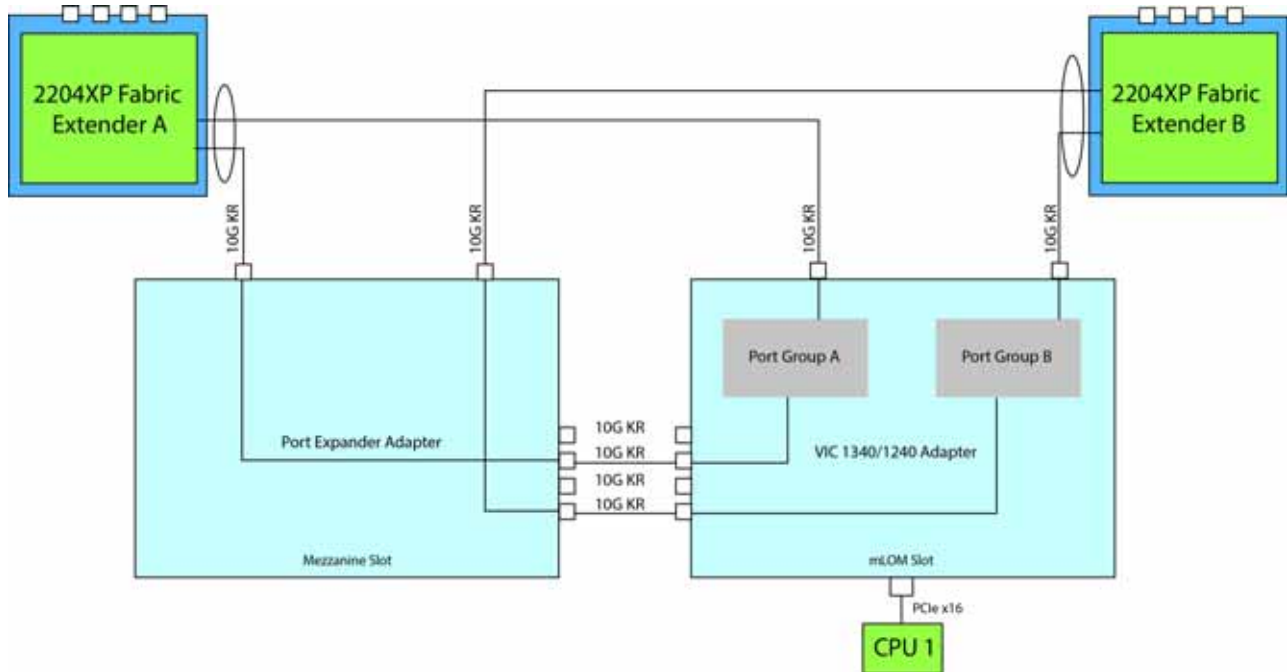 2204XP Fabric
Extender A
2204XP Fabric
Extender B
10G KR
10G KR
10G KR
10G KR
Port Group A
Port Group B
10G KR
10G KR
10G KR
10G KR
Port Expander Adapter
VIC 1340/1240 Adapter
Mezzanine Slot
mLOM Slot
PCIe x16
CPU 1